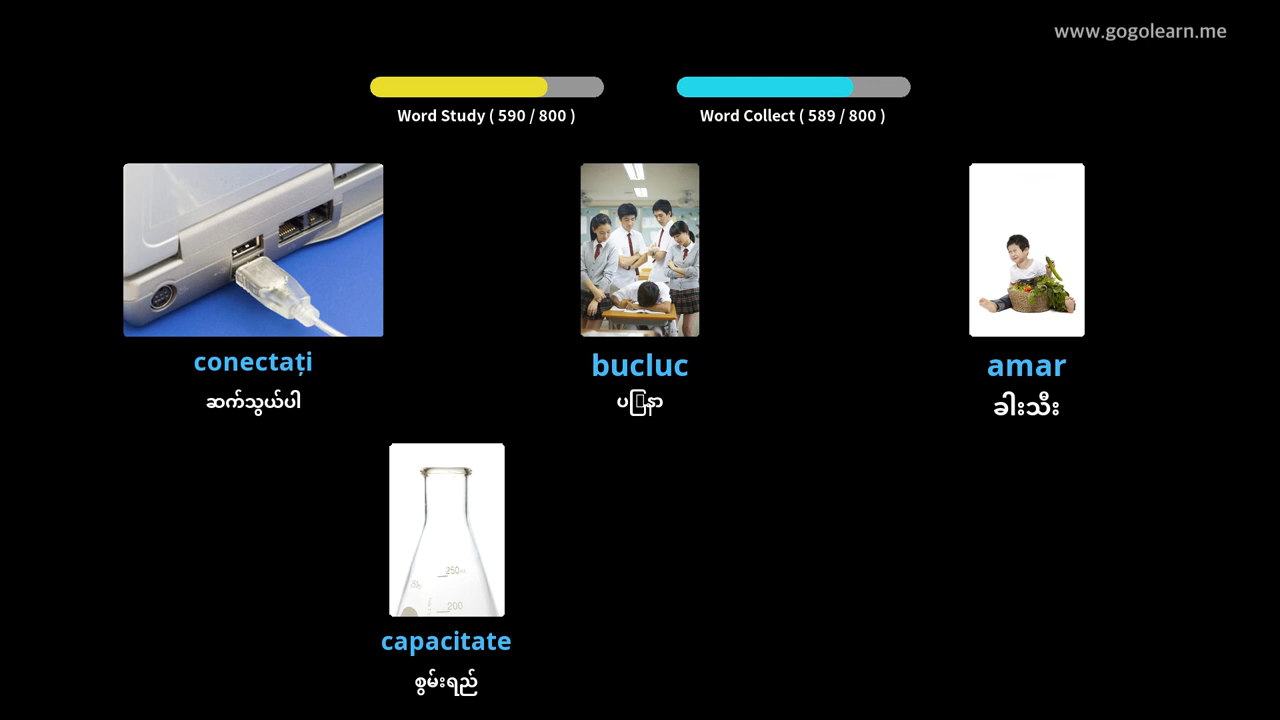 www.gogolearn.me
Word Study ( 590 / 800 )
Word Collect ( 589 / 800 )
conectați
bucluc
amar
ဆက်သွယ်ပါ
ခါးသီး
250
200
capacitate
စွမ်းရည်